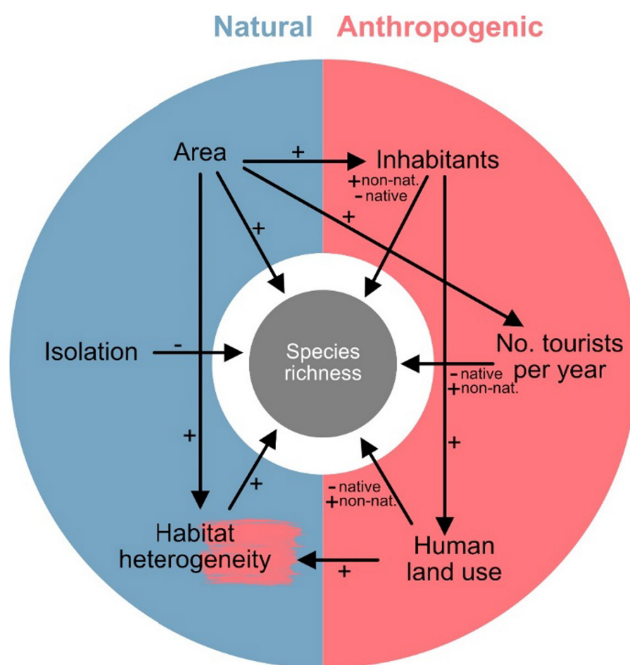 Natural Anthropogenic
Area
+
Inhabitants
+non-nat.
-native
+
+
Isolation
-
Species
richness
No. tourists
per year
-native
+non-nat.
+
+
+
-native
+non-nat.
Habitat
heterogeneity
+
Human
land use